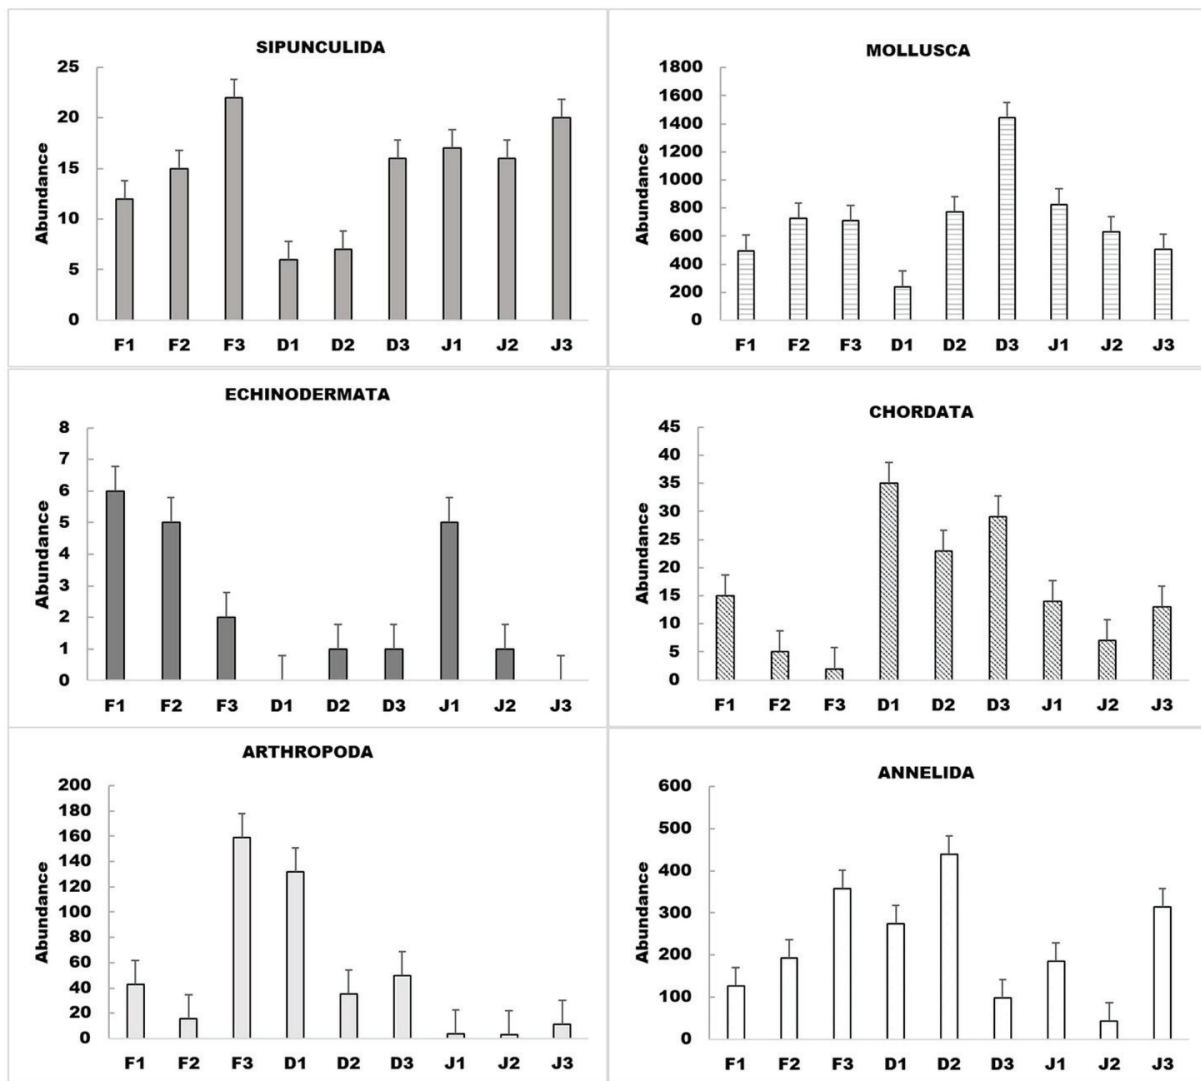 SIPUNCULIDA
Abundance
25
20
15
10
5
0
F1 F2 F3 D1 D2 D3 J1 J2 J3
MOLLUSCA
Abundance
1800
1600
1400
1200
1000
800
600
400
200
0
F1 F2 F3 D1 D2 D3 J1 J2 J3
ECHINODERMATA
Abundance
8
7
6
5
4
3
2
1
0
F1 F2 F3 D1 D2 D3 J1 J2 J3
CHORDATA
Abundance
45
40
35
30
25
20
15
10
5
0
F1 F2 F3 D1 D2 D3 J1 J2 J3
ARTHROPODA
Abundance
200
180
160
140
120
100
80
60
40
20
0
F1 F2 F3 D1 D2 D3 J1 J2 J3
ANNELIDA
Abundance
600
500
400
300
200
100
0
F1 F2 F3 D1 D2 D3 J1 J2 J3